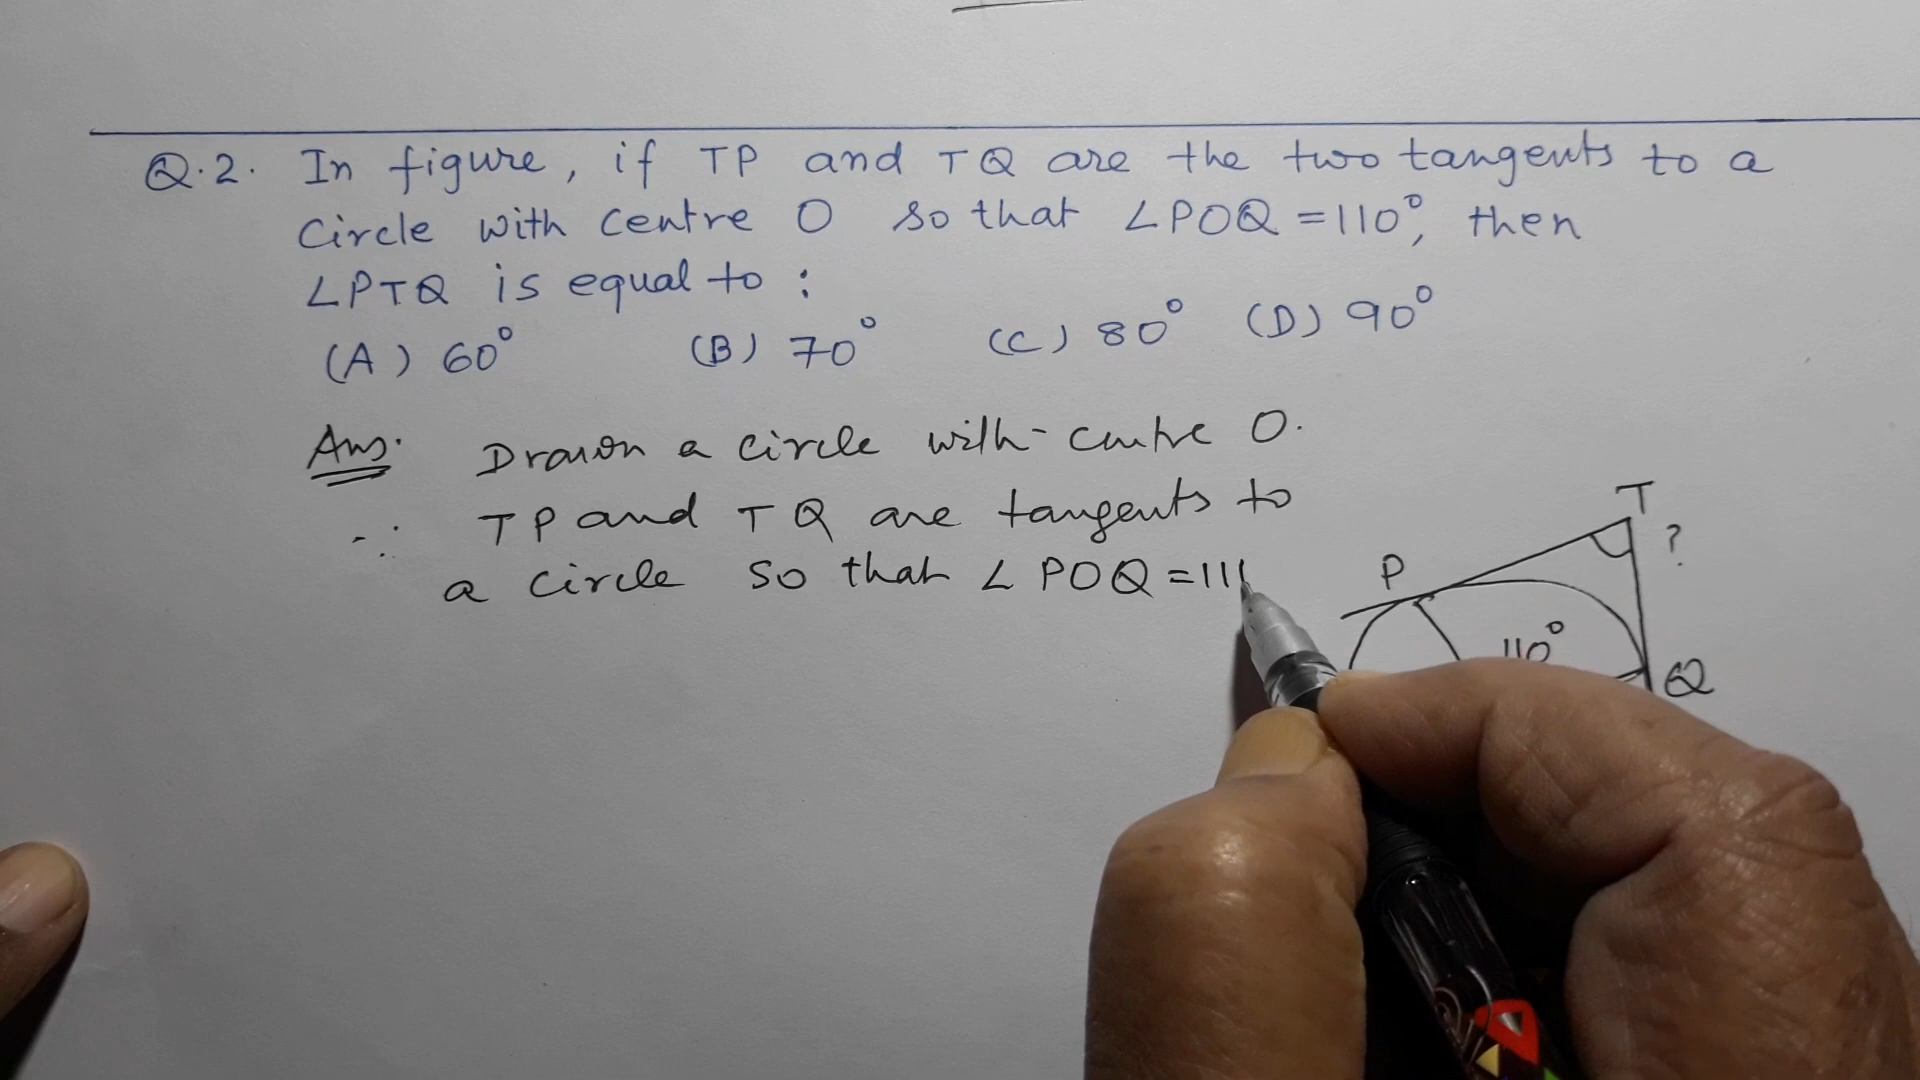 Q.2. In figure, if TP and TQ are the two tangents to a
Circle with centre O so that ∠POQ = 110°, then
∠PTQ is equal to :
(A) 60° (B) 70° (C) 80° (D) 90°
Ans. Drawn a circle with centre O.
∵ TP and TQ are tangents to
a circle so that ∠POQ = 11
T
?
P
110°
Q